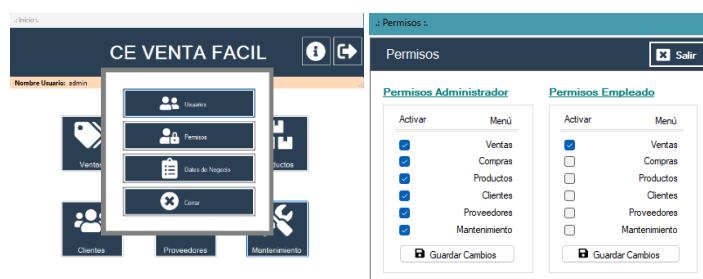 .: Inicio :.
CE VENTA FACIL
Nombre Usuario: admin
Usuarios
Permisos
Datos de Negocio
Cerrar
Ventas
Clientes
Proveedores
Mantenimiento
.: Permisos :.
Permisos
Salir
Permisos Administrador
Activar Menú
Ventas
Compras
Productos
Clientes
Proveedores
Mantenimiento
Guardar Cambios
Permisos Empleado
Activar Menú
Ventas
Compras
Productos
Clientes
Proveedores
Mantenimiento
Guardar Cambios